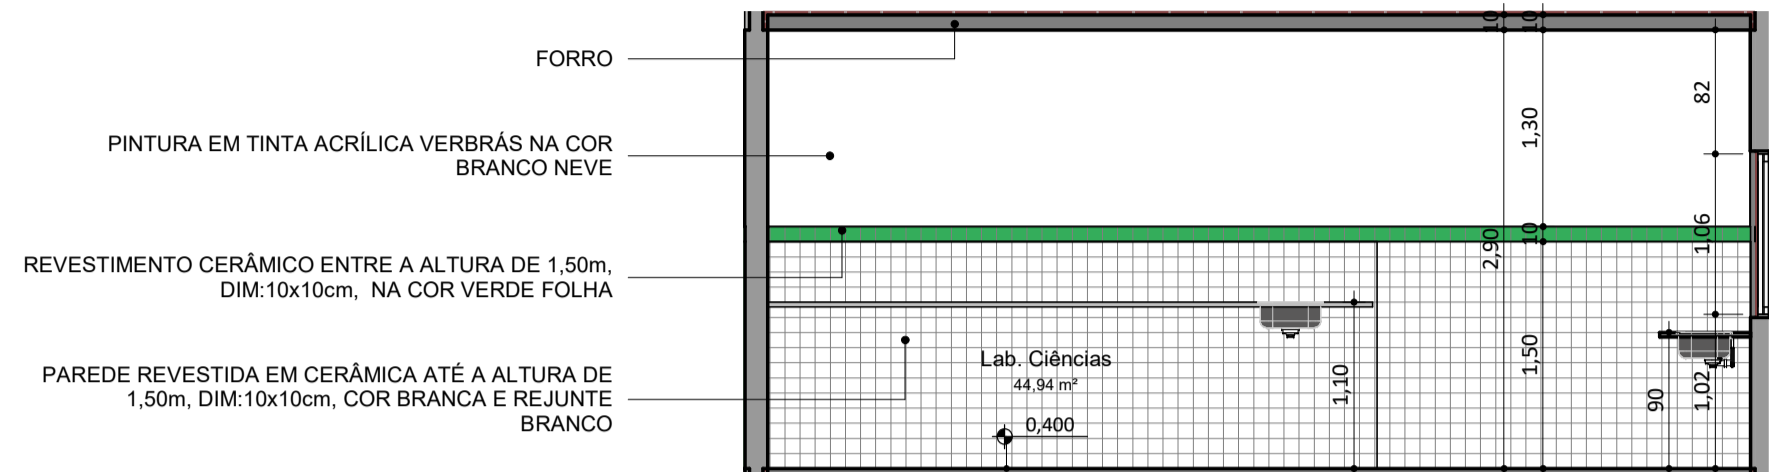 FORRO
PINTURA EM TINTA ACRÍLICA VERBRÁS NA COR
BRANCO NEVE
REVESTIMENTO CERÂMICO ENTRE A ALTURA DE 1,50m,
DIM:10x10cm, NA COR VERDE FOLHA
PAREDE REVESTIDA EM CERÂMICA ATÉ A ALTURA DE
1,50m, DIM:10x10cm, COR BRANCA E REJUNTE
BRANCO
Lab. Ciências
44,94 m²
0,400
1,10
10
2,90
10
1,30
10
1,50
90
82
1,06
1,02